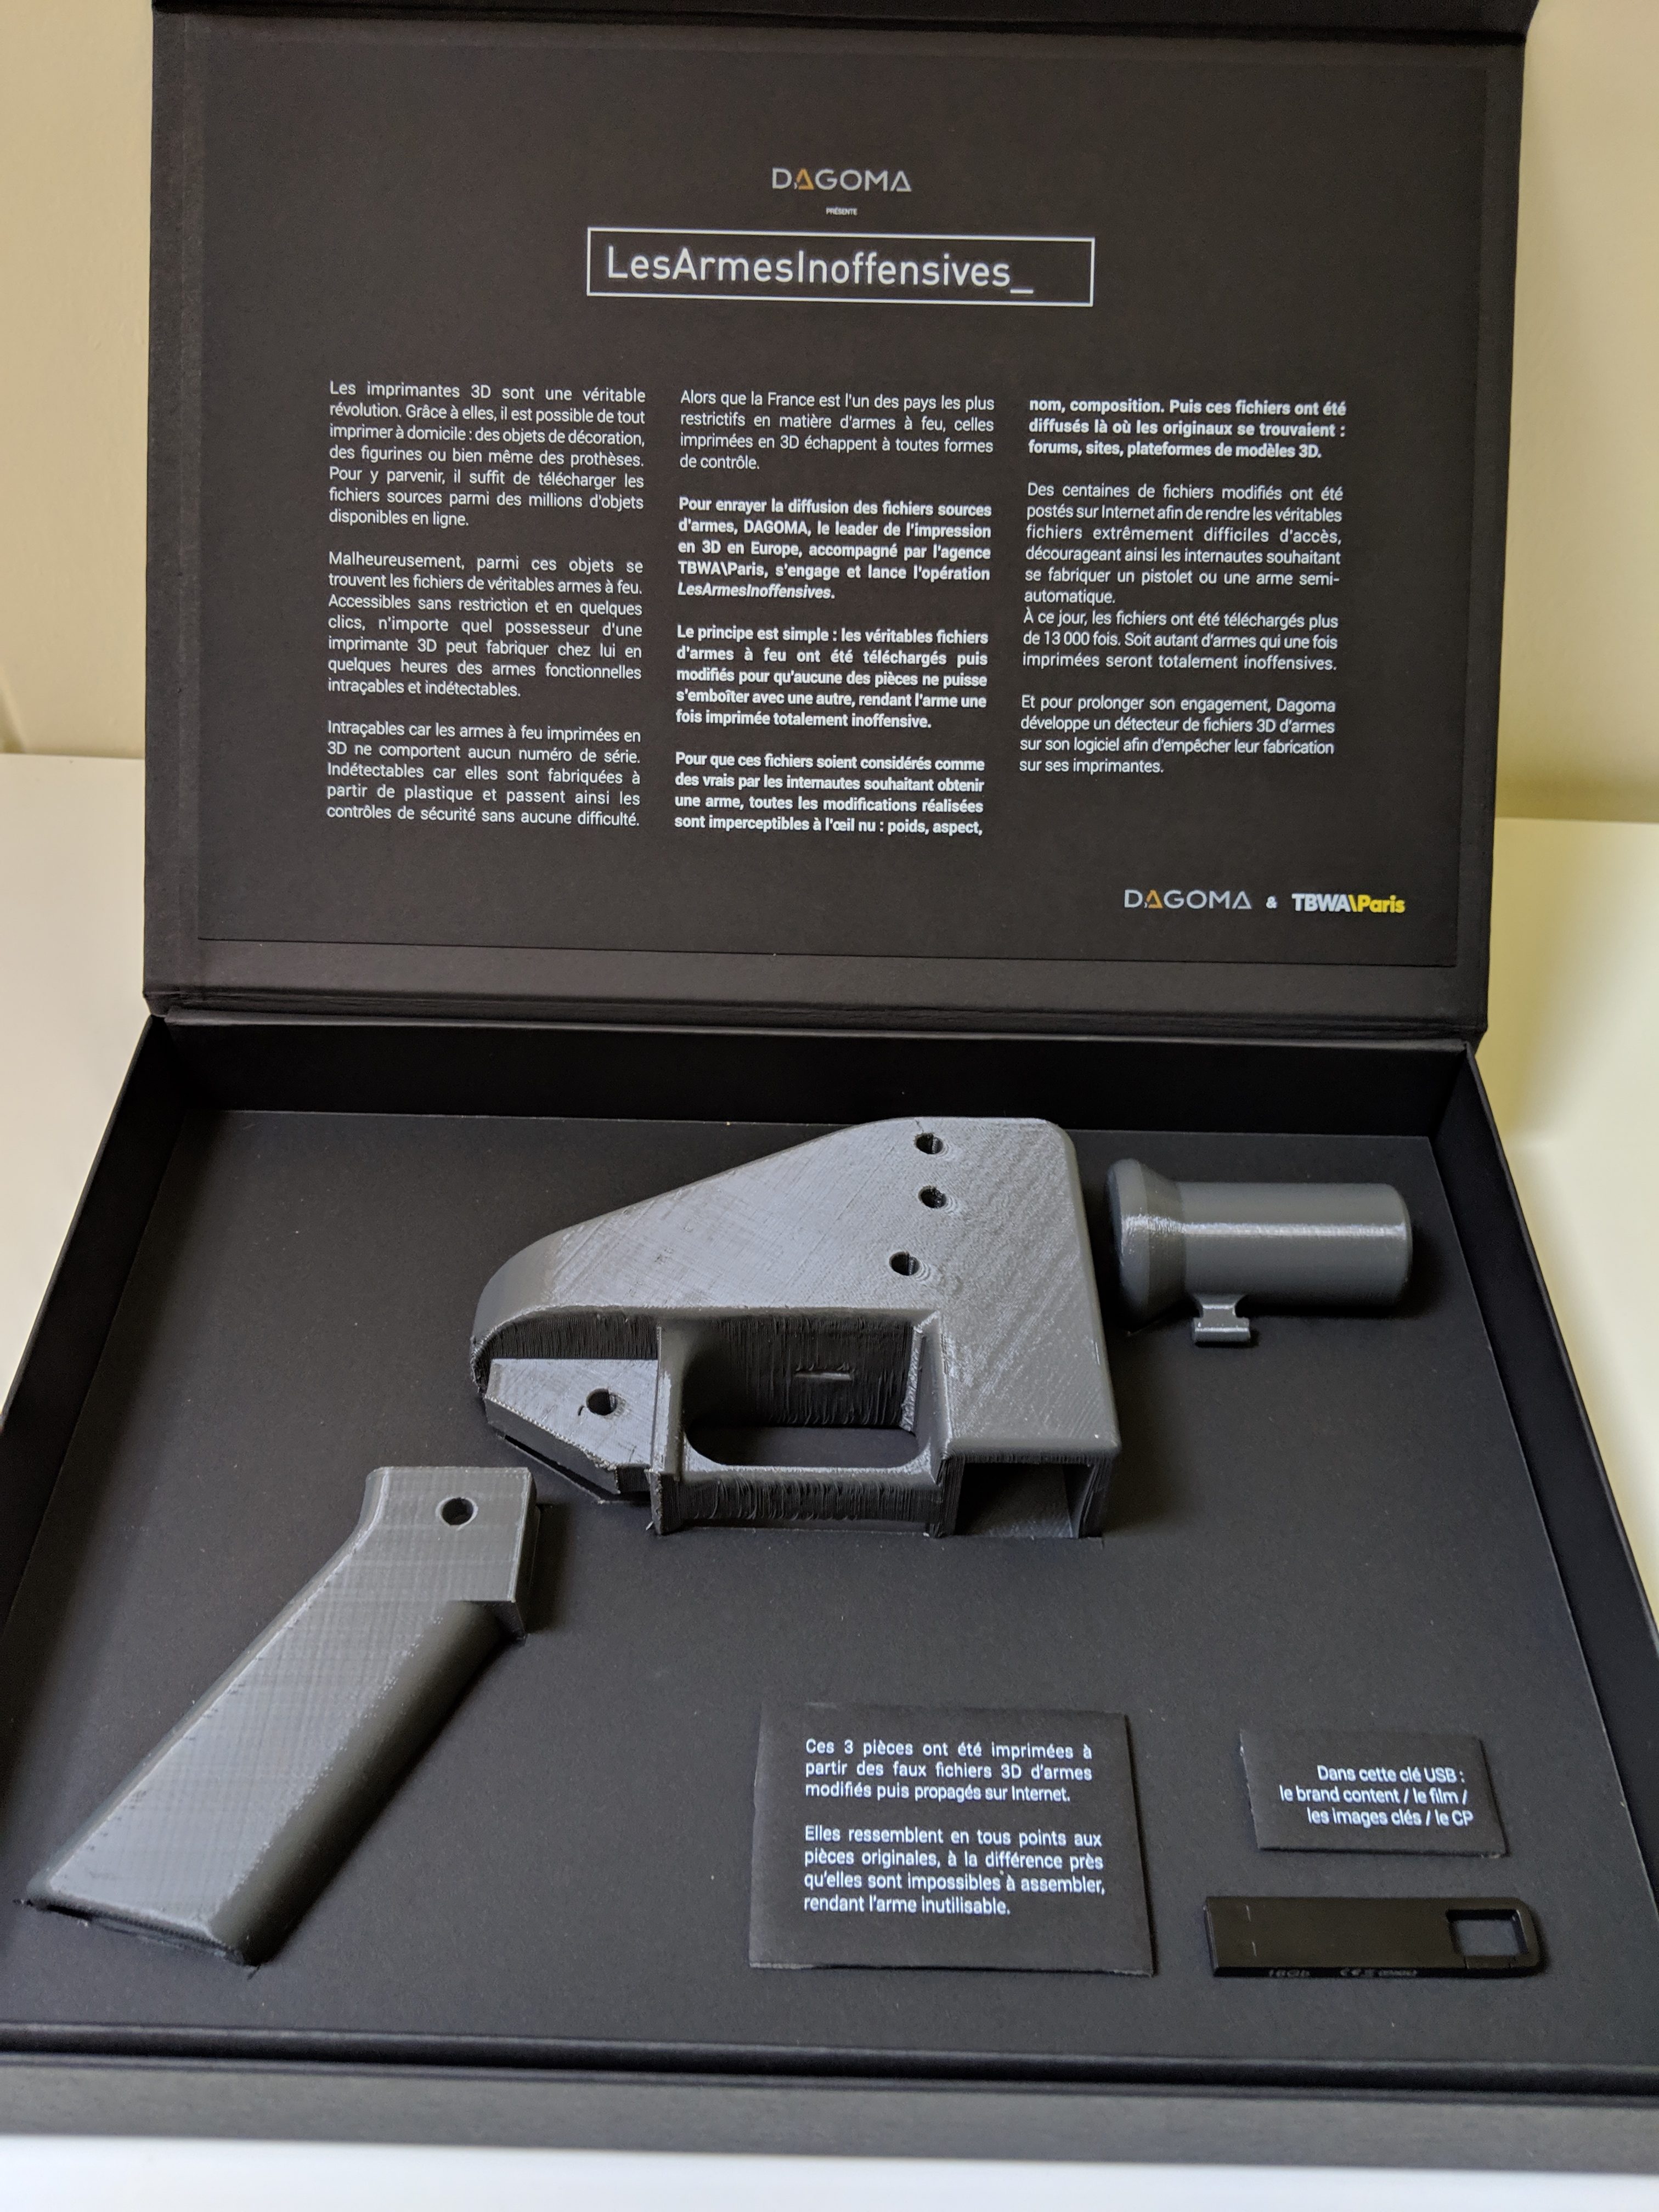 DAGOMA
PRÉSENTE
LesArmesInoffensives_
Les imprimantes 3D sont une véritable
révolution. Grâce à elles, il est possible de tout
imprimer à domicile : des objets de décoration,
des figurines ou bien même des prothèses.
Pour y parvenir, il suffit de télécharger les
fichiers sources parmi des millions d'objets
disponibles en ligne.
Malheureusement, parmi ces objets se
trouvent les fichiers de véritables armes à feu.
Accessibles sans restriction et en quelques
clics, n'importe quel possesseur d'une
imprimante 3D peut fabriquer chez lui en
quelques heures des armes fonctionnelles
intraçables et indétectables.
Intraçables car les armes à feu imprimées en
3D ne comportent aucun numéro de série.
Indétectables car elles sont fabriquées à
partir de plastique et passent ainsi les
contrôles de sécurité sans aucune difficulté.
Alors que la France est l'un des pays les plus
restrictifs en matière d'armes à feu, celles
imprimées en 3D échappent à toutes formes
de contrôle.
Pour enrayer la diffusion des fichiers sources
d'armes, DAGOMA, le leader de l'impression
en 3D en Europe, accompagné par l'agence
TBWA\Paris, s'engage et lance l'opération
LesArmesInoffensives.
Le principe est simple : les véritables fichiers
d'armes à feu ont été téléchargés puis
modifiés pour qu'aucune des pièces ne puisse
s'emboîter avec une autre, rendant l'arme une
fois imprimée totalement inoffensive.
Pour que ces fichiers soient considérés comme
des vrais par les internautes souhaitant obtenir
une arme, toutes les modifications réalisées
sont imperceptibles à l'œil nu : poids, aspect,
nom, composition. Puis ces fichiers ont été
diffusés là où les originaux se trouvaient :
forums, sites, plateformes de modèles 3D.
Des centaines de fichiers modifiés ont été
postés sur Internet afin de rendre les véritables
fichiers extrêmement difficiles d'accès,
décourageant ainsi les internautes souhaitant
se fabriquer un pistolet ou une arme semi-
automatique.
À ce jour, les fichiers ont été téléchargés plus
de 13 000 fois. Soit autant d'armes qui une fois
imprimées seront totalement inoffensives.
Et pour prolonger son engagement, Dagoma
développe un détecteur de fichiers 3D d'armes
sur son logiciel afin d'empêcher leur fabrication
sur ses imprimantes.
DAGOMA & TBWA\Paris
Ces 3 pièces ont été imprimées à
partir des faux fichiers 3D d'armes
modifiés puis propagés sur Internet.
Elles ressemblent en tous points aux
pièces originales, à la différence près
qu'elles sont impossibles à assembler,
rendant l'arme inutilisable.
Dans cette clé USB :
le brand content / le film /
les images clés / le CP
16Gb